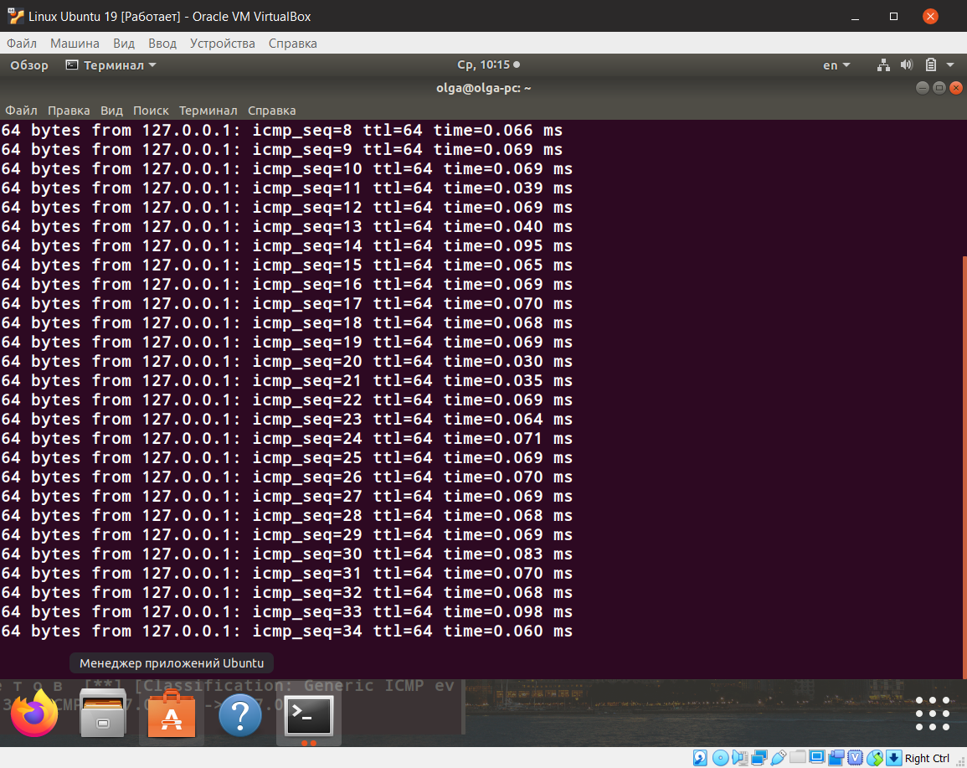 Linux Ubuntu 19 [Работает] - Oracle VM VirtualBox
Файл Машина Вид Ввод Устройства Справка
Обзор Терминал Ср, 10:15 en
olga@olga-pc: ~
Файл Правка Вид Поиск Терминал Справка
64 bytes from 127.0.0.1: icmp_seq=8 ttl=64 time=0.066 ms
64 bytes from 127.0.0.1: icmp_seq=9 ttl=64 time=0.069 ms
64 bytes from 127.0.0.1: icmp_seq=10 ttl=64 time=0.069 ms
64 bytes from 127.0.0.1: icmp_seq=11 ttl=64 time=0.039 ms
64 bytes from 127.0.0.1: icmp_seq=12 ttl=64 time=0.069 ms
64 bytes from 127.0.0.1: icmp_seq=13 ttl=64 time=0.040 ms
64 bytes from 127.0.0.1: icmp_seq=14 ttl=64 time=0.095 ms
64 bytes from 127.0.0.1: icmp_seq=15 ttl=64 time=0.065 ms
64 bytes from 127.0.0.1: icmp_seq=16 ttl=64 time=0.069 ms
64 bytes from 127.0.0.1: icmp_seq=17 ttl=64 time=0.070 ms
64 bytes from 127.0.0.1: icmp_seq=18 ttl=64 time=0.068 ms
64 bytes from 127.0.0.1: icmp_seq=19 ttl=64 time=0.069 ms
64 bytes from 127.0.0.1: icmp_seq=20 ttl=64 time=0.030 ms
64 bytes from 127.0.0.1: icmp_seq=21 ttl=64 time=0.035 ms
64 bytes from 127.0.0.1: icmp_seq=22 ttl=64 time=0.069 ms
64 bytes from 127.0.0.1: icmp_seq=23 ttl=64 time=0.064 ms
64 bytes from 127.0.0.1: icmp_seq=24 ttl=64 time=0.071 ms
64 bytes from 127.0.0.1: icmp_seq=25 ttl=64 time=0.069 ms
64 bytes from 127.0.0.1: icmp_seq=26 ttl=64 time=0.070 ms
64 bytes from 127.0.0.1: icmp_seq=27 ttl=64 time=0.069 ms
64 bytes from 127.0.0.1: icmp_seq=28 ttl=64 time=0.068 ms
64 bytes from 127.0.0.1: icmp_seq=29 ttl=64 time=0.069 ms
64 bytes from 127.0.0.1: icmp_seq=30 ttl=64 time=0.083 ms
64 bytes from 127.0.0.1: icmp_seq=31 ttl=64 time=0.070 ms
64 bytes from 127.0.0.1: icmp_seq=32 ttl=64 time=0.068 ms
64 bytes from 127.0.0.1: icmp_seq=33 ttl=64 time=0.098 ms
64 bytes from 127.0.0.1: icmp_seq=34 ttl=64 time=0.060 ms
Менеджер приложений Ubuntu
е т о в [**] [Classification: Generic ICMP ev
Right Ctrl